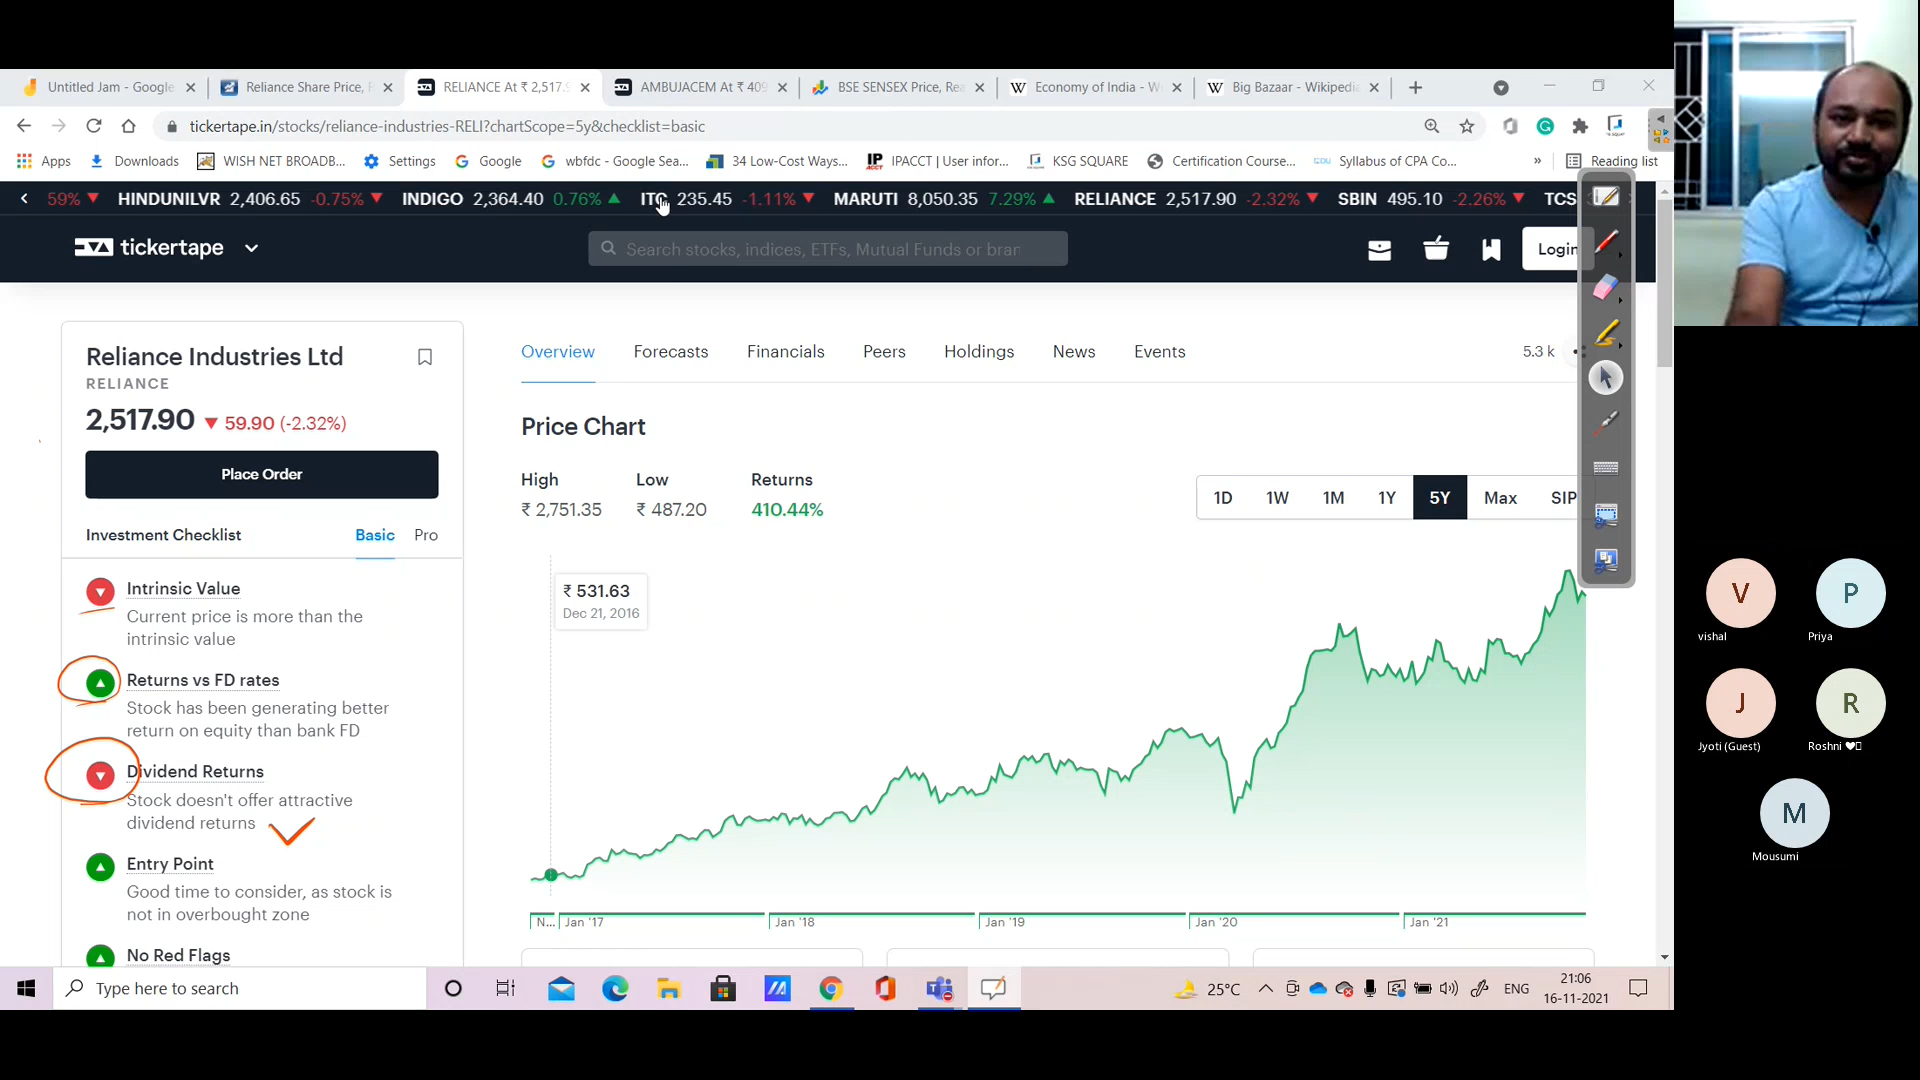 Untitled Jam - Google
Reliance Share Price,
RELIANCE At ₹ 2,517.9
AMBUJACEM At ₹ 409
BSE SENSEX Price, Rea
Economy of India - W
Big Bazaar - Wikipedi
tickertape.in/stocks/reliance-industries-RELI?chartScope=5y&checklist=basic
Apps
Downloads
WISH NET BROADB...
Settings
Google
wbfdc - Google Sea...
34 Low-Cost Ways...
IPACCT | User infor...
KSG SQUARE
Certification Course...
Syllabus of CPA Co...
»
Reading list
59% ▼ HINDUNILVR 2,406.65 -0.75% ▼ INDIGO 2,364.40 0.76% ▲ ITC 235.45 -1.11% ▼ MARUTI 8,050.35 7.29% ▲ RELIANCE 2,517.90 -2.32% ▼ SBIN 495.10 -2.26% ▼ TCS
tickertape
Search stocks, indices, ETFs, Mutual Funds or bran
Login
Reliance Industries Ltd
RELIANCE
2,517.90 ▼ 59.90 (-2.32%)
Place Order
Investment Checklist
Basic
Pro
Intrinsic Value
Current price is more than the
intrinsic value
Returns vs FD rates
Stock has been generating better
return on equity than bank FD
Dividend Returns
Stock doesn't offer attractive
dividend returns
Entry Point
Good time to consider, as stock is
not in overbought zone
No Red Flags
Overview
Forecasts
Financials
Peers
Holdings
News
Events
5.3 k
Price Chart
High
Low
Returns
₹ 2,751.35
₹ 487.20
410.44%
1D
1W
1M
1Y
5Y
Max
SIP
₹ 531.63
Dec 21, 2016
N...
Jan '17
Jan '18
Jan '19
Jan '20
Jan '21
V
vishal
P
Priya
J
Jyoti (Guest)
R
Roshni ❤
M
Mousumi
Type here to search
25°C
ENG
21:06
16-11-2021